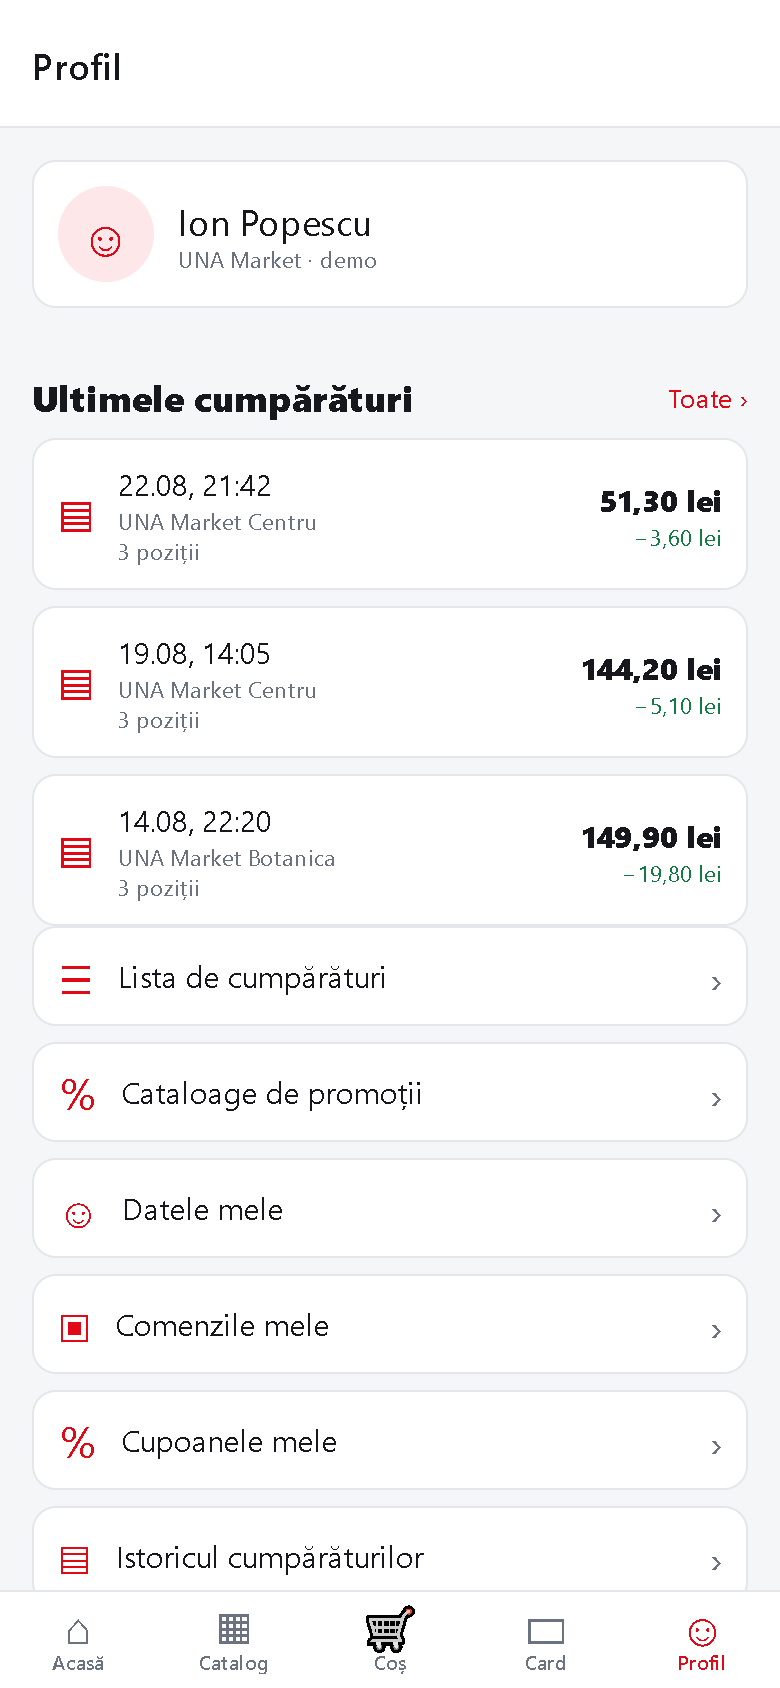 Profil
Ion Popescu
UNA Market · demo
Ultimele cumpărături
Toate ›
22.08, 21:42
UNA Market Centru
3 poziții
51,30 lei
−3,60 lei
19.08, 14:05
UNA Market Centru
3 poziții
144,20 lei
−5,10 lei
14.08, 22:20
UNA Market Botanica
3 poziții
149,90 lei
−19,80 lei
Lista de cumpărături ›
% Cataloage de promoții ›
Datele mele ›
Comenzile mele ›
% Cupoanele mele ›
Istoricul cumpărăturilor ›
Acasă
Catalog
Coș
Card
Profil